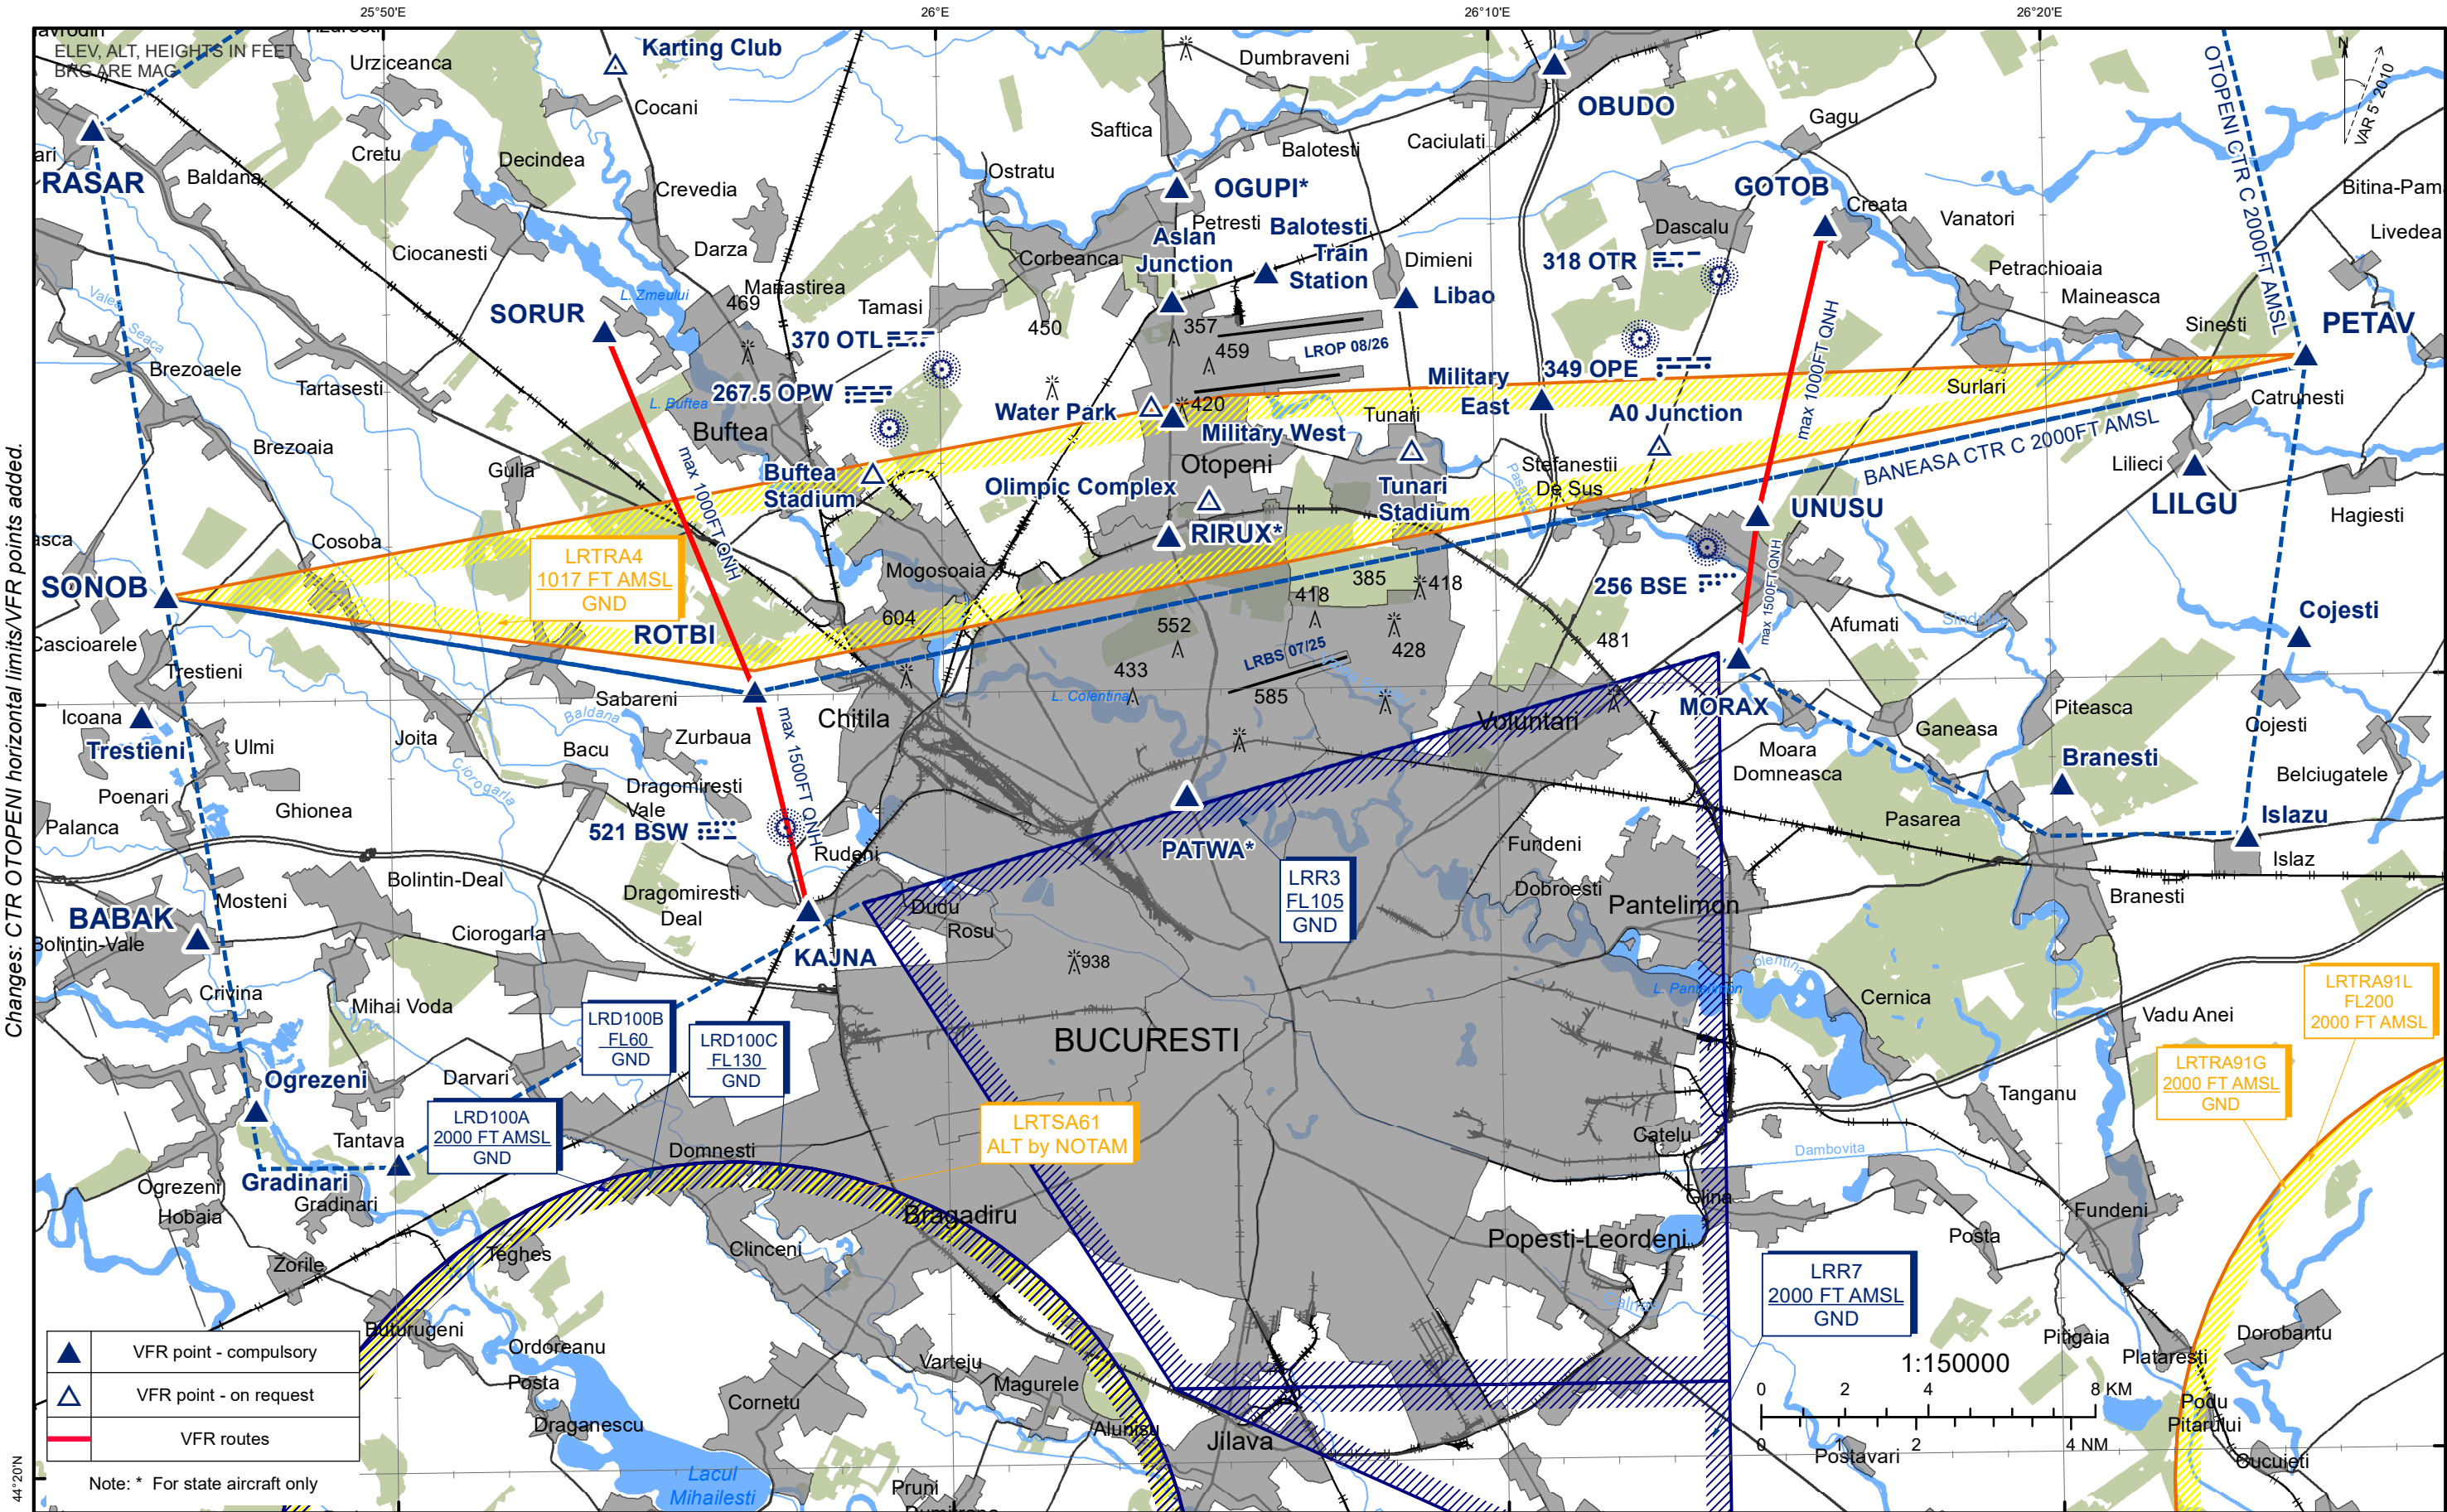 25°50'E
26°E
26°10'E
26°20'E
ELEV, ALT, HEIGHTS IN FEET
BRG ARE MAG
Urziceanca
Karting Club
Cocani
Dumbraveni
OBUDO
Gagu
N
VAR 5° 2010
OTOPENI CTR C 2000FT AMSL
RASAR
Baldana
Cretu
Decindea
Crevedia
Ostratu
Saftica
Balotesti
Caciulati
OGUPI*
GOTOB
Creata
Vanatori
Bitina-Pam
Livedea
Ciocanesti
Darza
Petresti
Aslan
Junction
Balotesti
Train
Station
Corbeanca
Dimieni
Dascalu
318 OTR
Petrachioaia
Maineasca
Sinesti
PETAV
Valea Seaca
L. Zmeului
Manastirea
469
Tamasi
450
SORUR
370 OTL
357
459
LROP 08/26
Libao
349 OPE
max 1000FT QNH
Brezoaele
Tartasesti
L. Buftea
267.5 OPW
Buftea
Water Park
420
Military West
Military
East
Tunari
A0 Junction
Surlari
Catrunesti
BANEASA CTR C 2000FT AMSL
Brezoaia
Gulia
max 1000FT QNH
Buftea
Stadium
Otopeni
Olimpic Complex
Tunari
Stadium
Stefanestii
De Sus
Pasarea
UNUSU
Lilieci
LILGU
Hagiesti
Cosoba
RIRUX*
Mogosoaia
LRTRA4
1017 FT AMSL
GND
SONOB
385
418
418
256 BSE
max 1500FT QNH
Cojesti
Cascioarele
ROTBI
604
552
428
481
Afumati
Trestieni
433
LRBS 07/25
585
L. Colentina
Icoana
Trestieni
Ulmi
Sabareni
Baldana
Joita
Bacu
Zurbaua
Chitila
Voluntari
MORAX
Piteasca
Ganeasa
Cojesti
Moara
Domneasca
Branesti
Belciugatele
Ciorogarla
Poenari
Palanca
Ghionea
Dragomiresti
Vale
521 BSW
max 1500FT QNH
Rudeni
PATWA*
Fundeni
Pasarea
Islazu
Islaz
LRR3
FL105
GND
Bolintin-Deal
Dragomiresti
Deal
Mosteni
BABAK
Bolintin-Vale
Ciorogarla
KAJNA
Dudu
Rosu
Dobroesti
Pantelimon
Branesti
938
Crivina
Mihai Voda
BUCURESTI
Colentina
L. Pantelimon
Cernica
Vadu Anei
LRTRA91L
FL200
2000 FT AMSL
LRTRA91G
2000 FT AMSL
GND
LRD100B
FL60
GND
LRD100C
FL130
GND
LRD100A
2000 FT AMSL
GND
LRTSA61
ALT by NOTAM
Ogrezeni
Darvari
Tantava
Domnesti
Tanganu
Catelu
Dambovita
Gradinari
Gradinari
Ogrezeni
Hobaia
Bragadiru
Glina
Fundeni
Posta
Zorile
Teghes
Clinceni
Popesti-Leordeni
LRR7
2000 FT AMSL
GND
Buturugeni
Ordoreanu
Posta
Draganescu
Cornetu
Varteju
Magurele
Alunisu
Jilava
Lacul
Mihailesti
Pruni
Pitigaia
Dorobantu
Plataresti
Podu
Pitarului
Cucuieti
Postavari
1:150000
0 2 4 8 KM
0 1 2 4 NM
VFR point - compulsory
VFR point - on request
VFR routes
Note: * For state aircraft only
44°20'N
Changes: CTR OTOPENI horizontal limits/VFR points added.